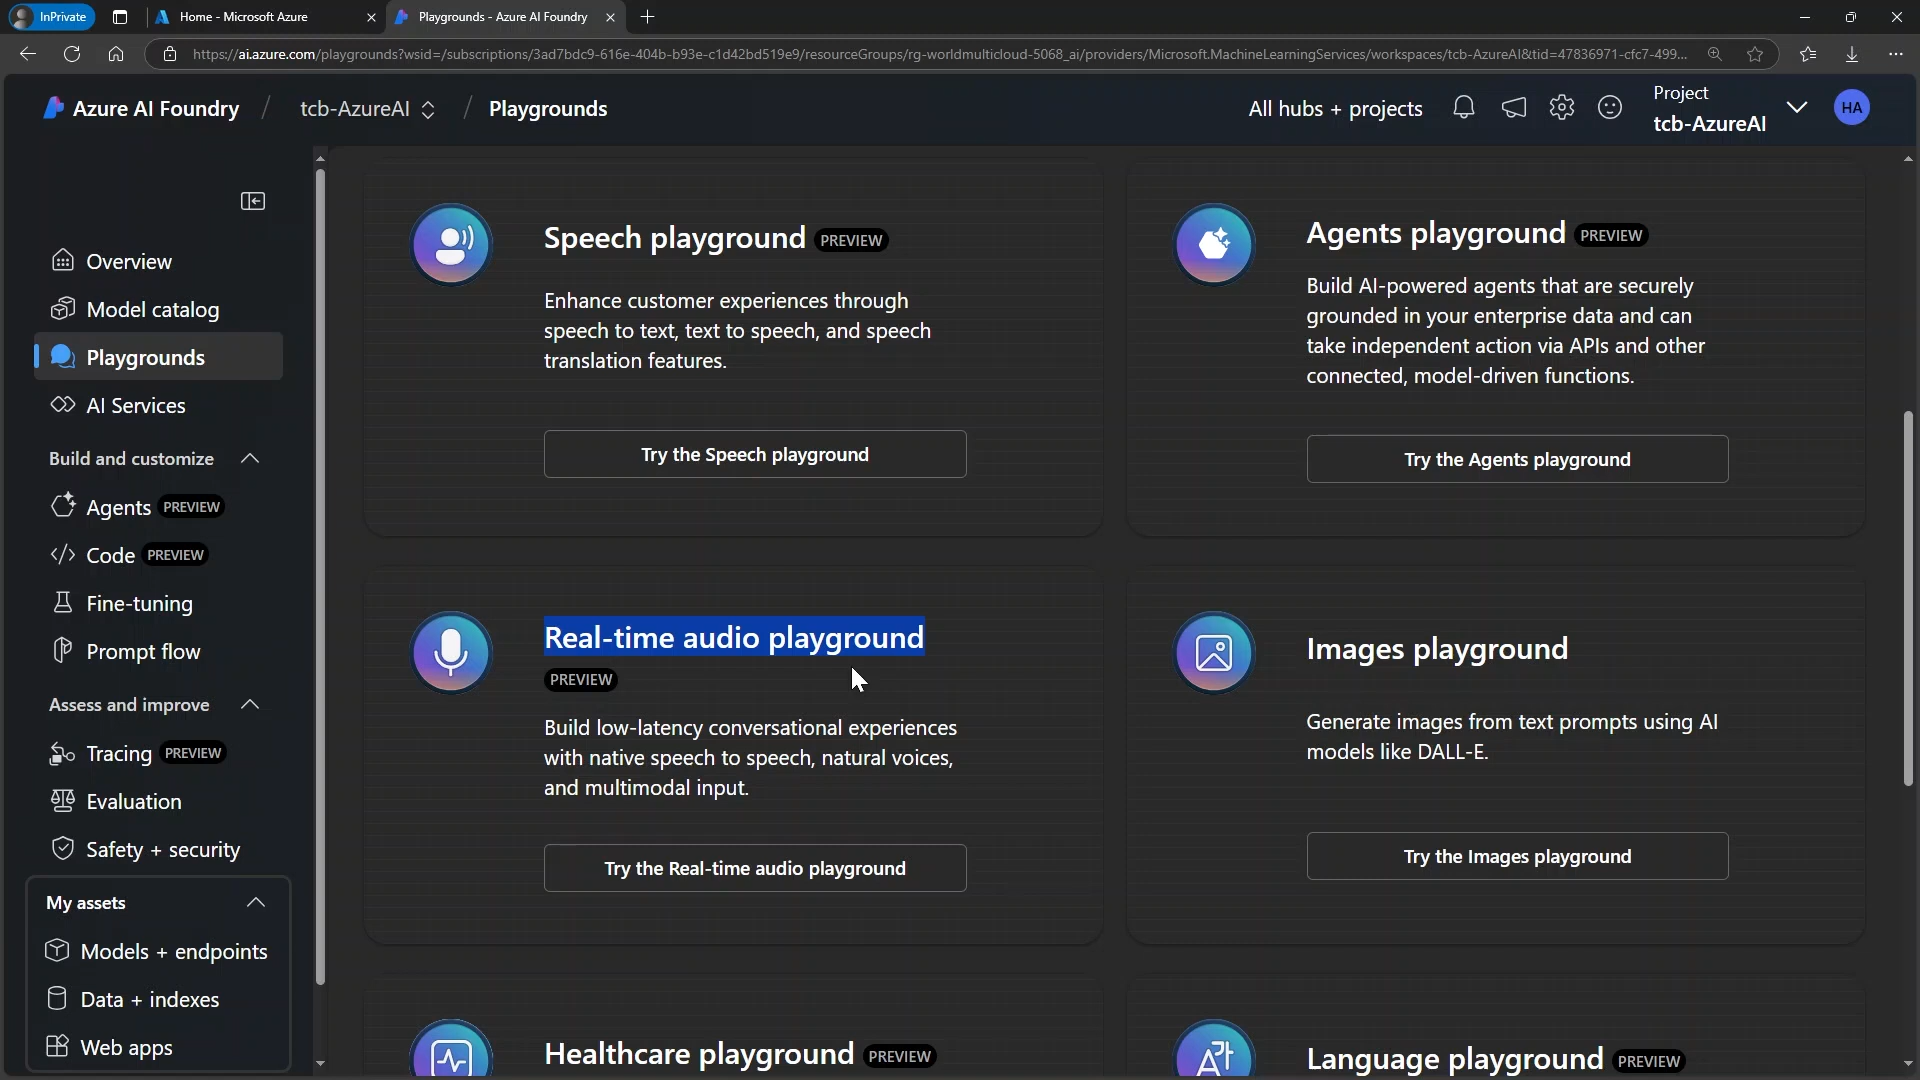 InPrivate
Home - Microsoft Azure
Playgrounds - Azure AI Foundry
https://ai.azure.com/playgrounds?wsid=/subscriptions/3ad7bdc9-616e-404b-b93e-c1d42bd519e9/resourceGroups/rg-worldmulticloud-5068_ai/providers/Microsoft.MachineLearningServices/workspaces/tcb-AzureAI&tid=47836971-cfc7-499...
Azure AI Foundry / tcb-AzureAI / Playgrounds
All hubs + projects
Project
tcb-AzureAI
HA
Overview
Model catalog
Playgrounds
AI Services
Build and customize
Agents PREVIEW
Code PREVIEW
Fine-tuning
Prompt flow
Assess and improve
Tracing PREVIEW
Evaluation
Safety + security
My assets
Models + endpoints
Data + indexes
Web apps
Speech playground PREVIEW
Enhance customer experiences through
speech to text, text to speech, and speech
translation features.
Try the Speech playground
Agents playground PREVIEW
Build AI-powered agents that are securely
grounded in your enterprise data and can
take independent action via APIs and other
connected, model-driven functions.
Try the Agents playground
Real-time audio playground
PREVIEW
Build low-latency conversational experiences
with native speech to speech, natural voices,
and multimodal input.
Try the Real-time audio playground
Images playground
Generate images from text prompts using AI
models like DALL-E.
Try the Images playground
Healthcare playground PREVIEW
Language playground PREVIEW